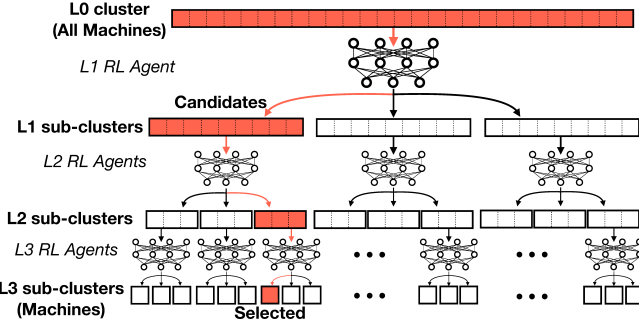 L0 cluster
(All Machines)
L1 RL Agent
Candidates
L1 sub-clusters
L2 RL Agents
L2 sub-clusters
L3 RL Agents
L3 sub-clusters
(Machines)
Selected